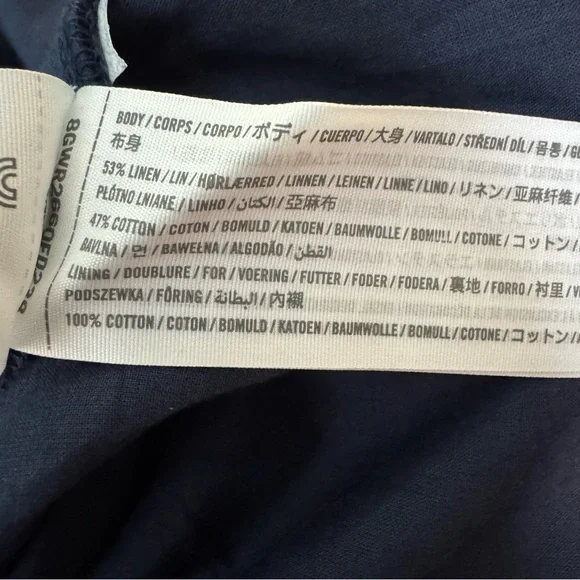 BODY / CORPS / CORPO / ボディ / CUERPO / 大身 / VARTALO / STŘEDNÍ DÍL / 몸통 /
布身
53% LINEN / LIN / HØRLÆRRED / LINNEN / LEINEN / LINNE / LINO / リネン / 亚麻纤维 /
PŁÓTNO LNIANE / LINHO / الكتان / 亞麻布
47% COTTON / COTON / BOMULD / KATOEN / BAUMWOLLE / BOMULL / COTONE / コットン /
BAVLNA / 면 / BAWEŁNA / ALGODÃO / القطن
LINING / DOUBLURE / FOR / VOERING / FUTTER / FODER / FODERA / 裏地 / FORRO / 衬里 /
PODSZEWKA / FÔRING / البطانة / 內襯
100% COTTON / COTON / BOMULD / KATOEN / BAUMWOLLE / BOMULL / COTONE / コットン /